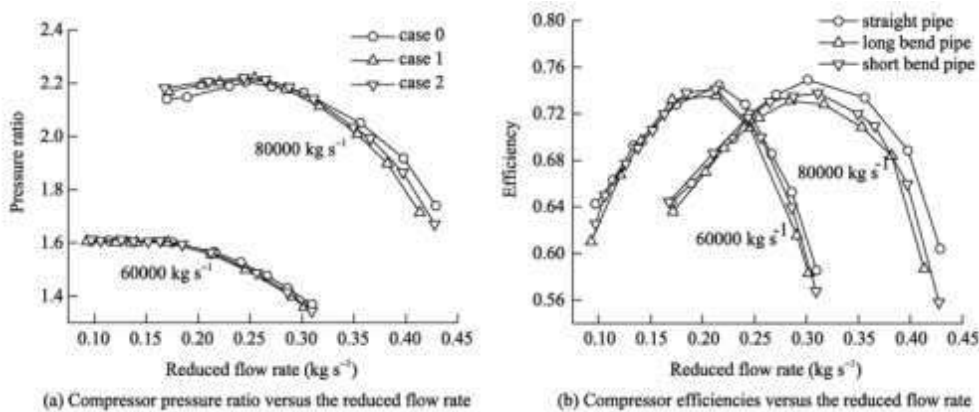 2.4
2.2
2.0
1.8
1.6
1.4
Pressure ratio
case 0
case 1
case 2
80000 kg s⁻¹
60000 kg s⁻¹
0.10 0.15 0.20 0.25 0.30 0.35 0.40 0.45
Reduced flow rate (kg s⁻¹)
(a) Compressor pressure ratio versus the reduced flow rate
0.80
0.76
0.72
0.68
0.64
0.60
0.56
Efficiency
straight pipe
long bend pipe
short bend pipe
80000 kg s⁻¹
60000 kg s⁻¹
0.10 0.15 0.20 0.25 0.30 0.35 0.40 0.45
Reduced flow rate (kg s⁻¹)
(b) Compressor efficiencies versus the reduced flow rate